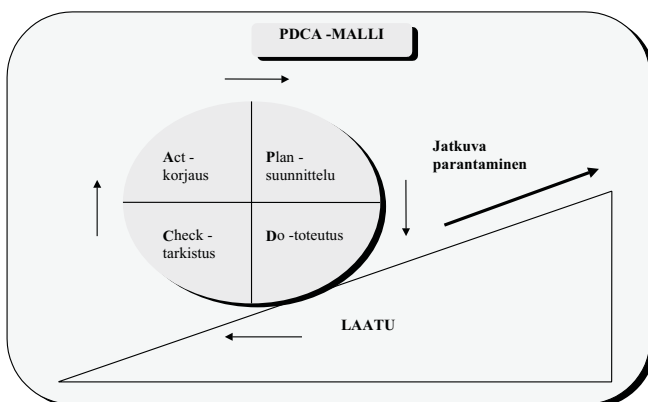 PDCA -MALLI
Act -
korjaus
Plan -
suunnittelu
Jatkuva
parantaminen
Check -
tarkistus
Do -toteutus
LAATU